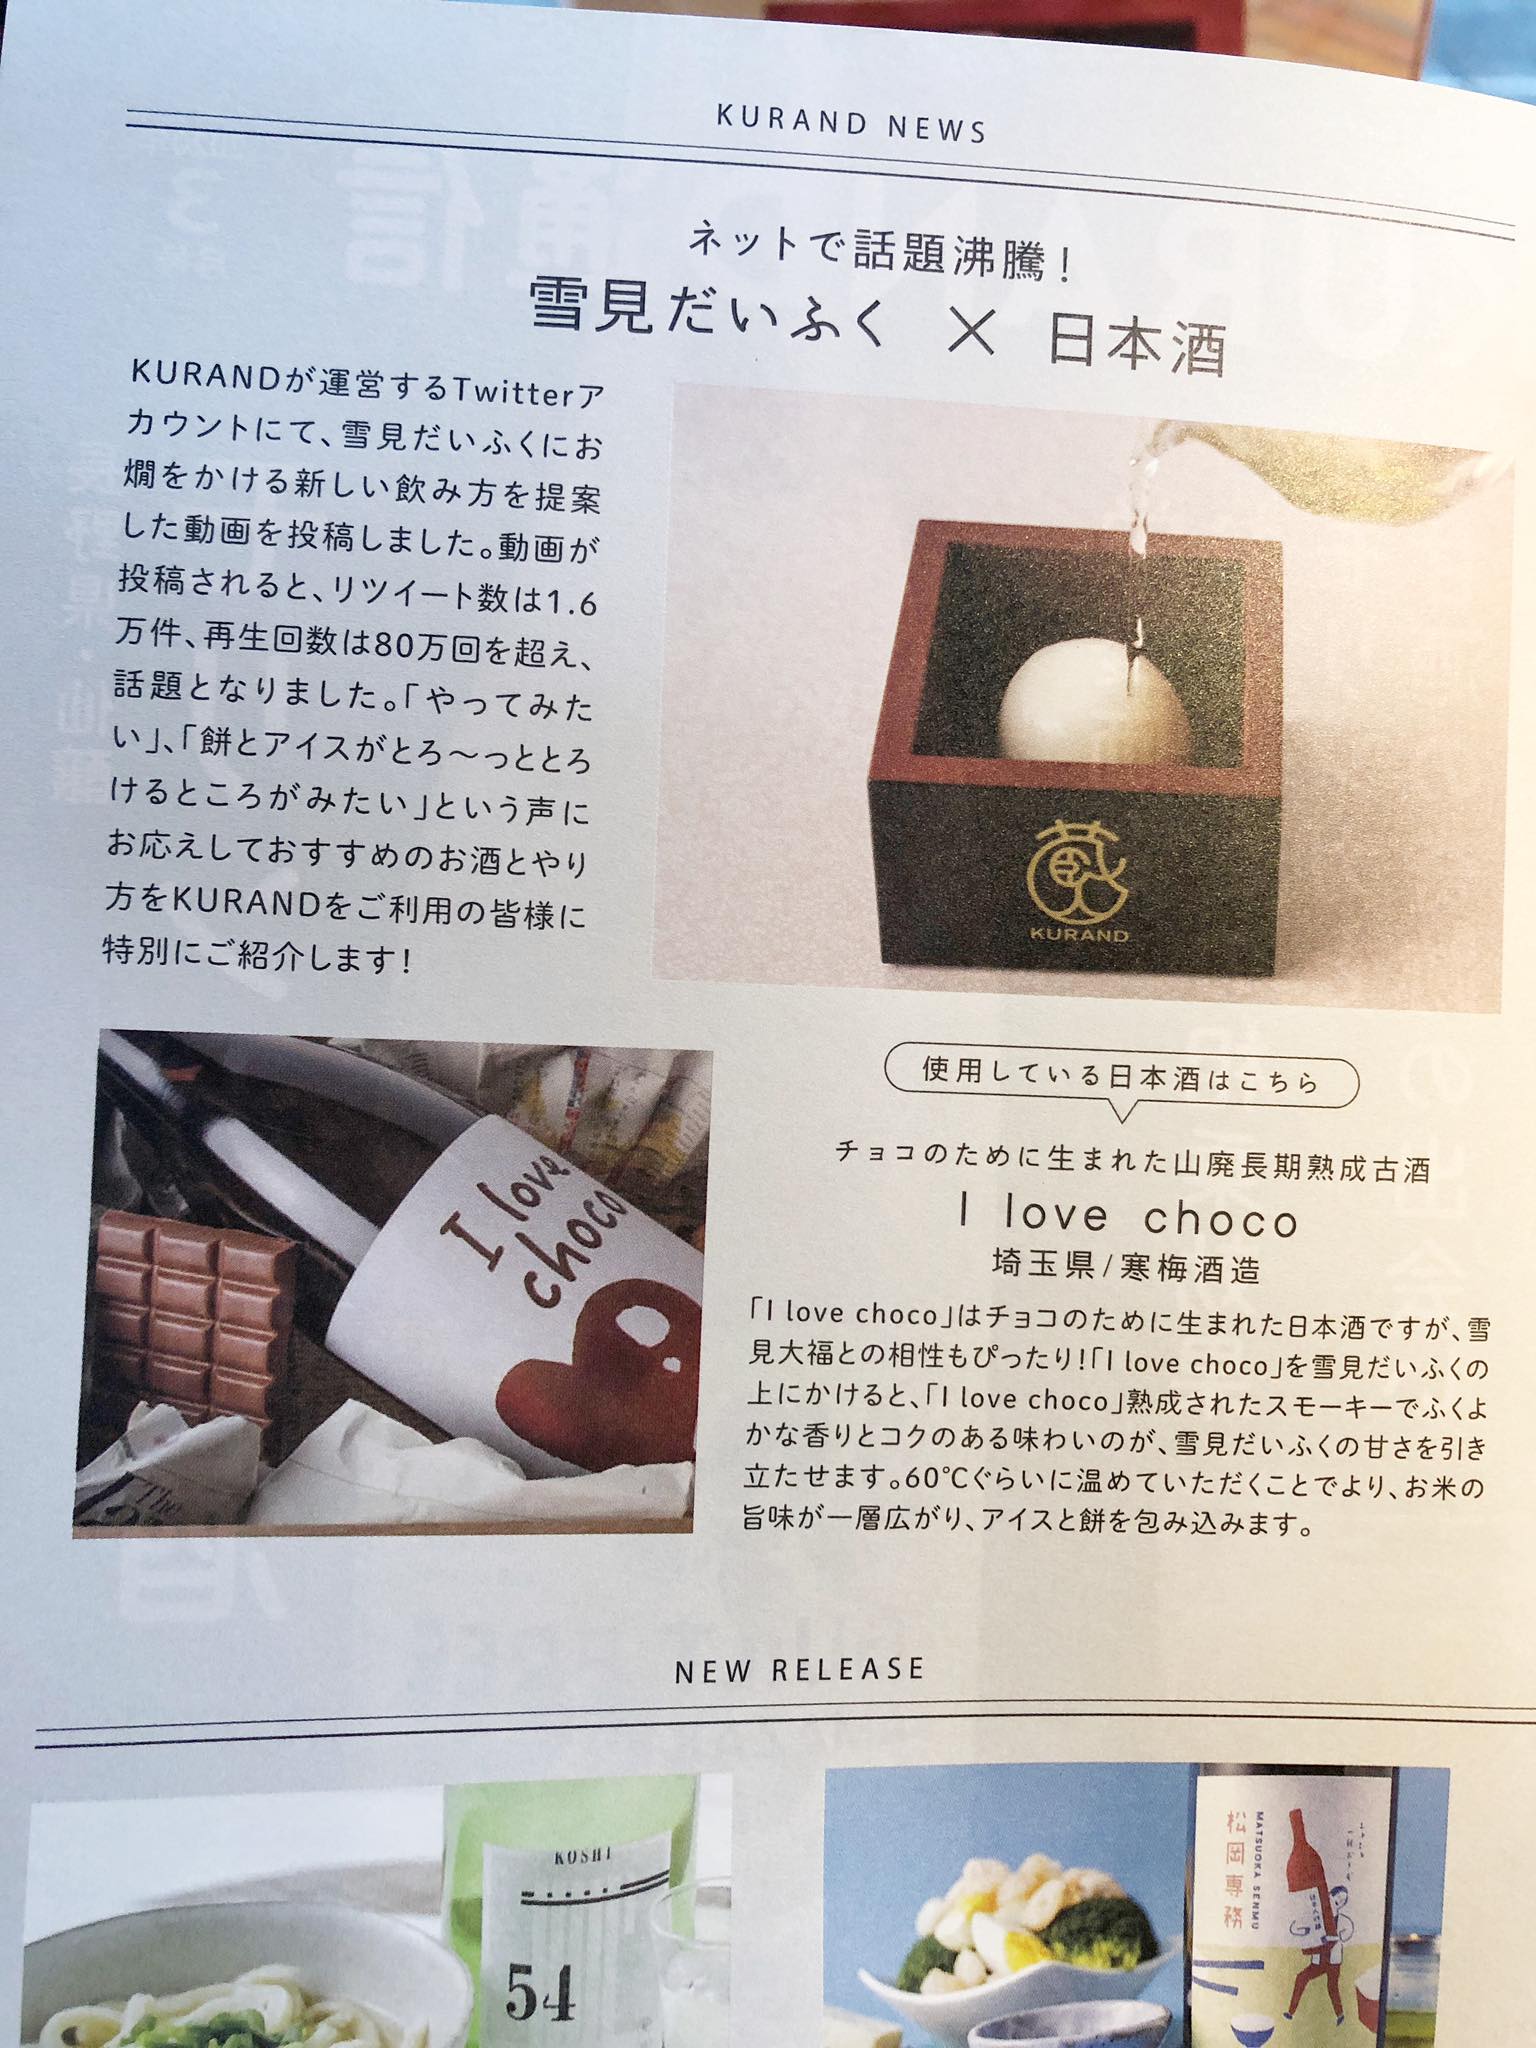 KURAND NEWS
ネットで話題沸騰!
雪見だいふく × 日本酒
KURANDが運営するTwitterア
カウントにて、雪見だいふくにお
燗をかける新しい飲み方を提案
した動画を投稿しました。動画が
投稿されると、リツイート数は1.6
万件、再生回数は80万回を超え、
話題となりました。「やってみた
い」、「餅とアイスがとろ〜っととろ
けるところがみたい」という声に
お応えしておすすめのお酒とやり
方をKURANDをご利用の皆様に
特別にご紹介します!
蔵
KURAND
I love
choco
The
使用している日本酒はこちら
チョコのために生まれた山廃長期熟成古酒
I love choco
埼玉県/寒梅酒造
「I love choco」はチョコのために生まれた日本酒ですが、雪
見大福との相性もぴったり!「I love choco」を雪見だいふくの
上にかけると、「I love choco」熟成されたスモーキーでふくよ
かな香りとコクのある味わいのが、雪見だいふくの甘さを引き
立たせます。60℃ぐらいに温めていただくことでより、お米の
旨味が一層広がり、アイスと餅を包み込みます。
NEW RELEASE
KOSHI
54
松岡専務
MATSUOKA SENMU